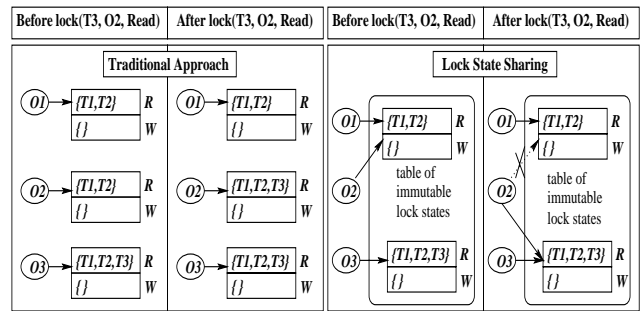 Before lock(T3, O2, Read) After lock(T3, O2, Read) Before lock(T3, O2, Read) After lock(T3, O2, Read)
Traditional Approach Lock State Sharing
O1 {T1,T2} R O1 {T1,T2} R O1 {T1,T2} R O1 {T1,T2} R
{} W {} W {} W {} W
O2 {T1,T2} R O2 {T1,T2,T3} R O2 table of O2 table of
{} W {} W immutable immutable
lock states lock states
O3 {T1,T2,T3} R O3 {T1,T2,T3} R O3 {T1,T2,T3} R O3 {T1,T2,T3} R
{} W {} W {} W {} W